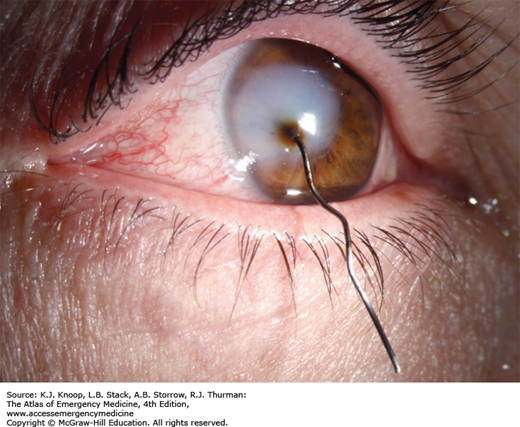 Source: K.J. Knoop, L.B. Stack, A.B. Storrow, R.J. Thurman:
The Atlas of Emergency Medicine, 4th Edition,
www.accessemergencymedicine
Copyright © McGraw-Hill Education. All rights reserved.